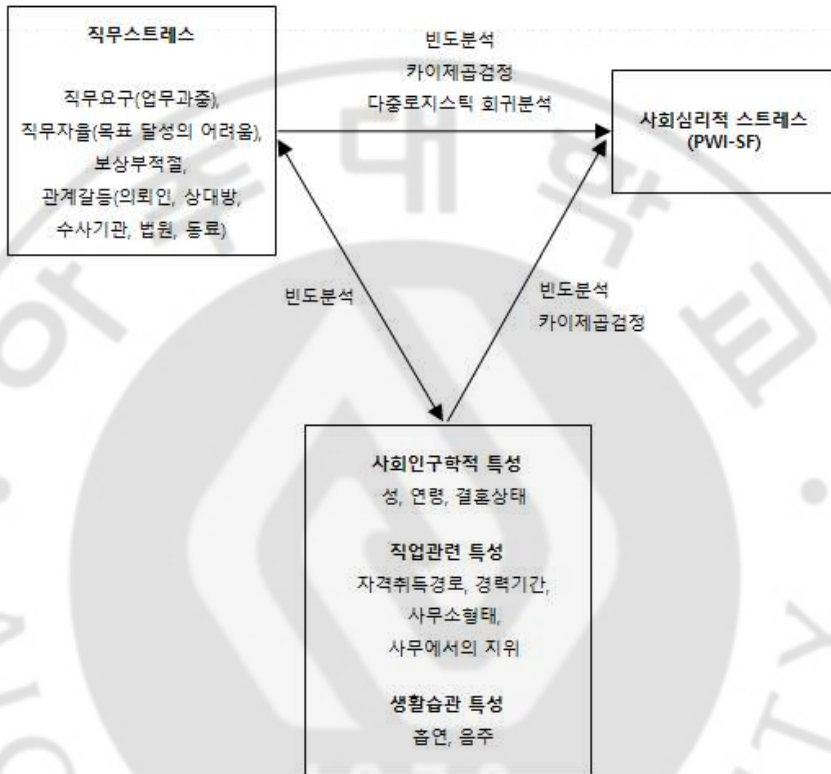 직무스트레스
직무요구(업무과중),
직무자율(목표 달성의 어려움),
보상부적절,
관계갈등(의뢰인, 상대방,
수사기관, 법원, 동료)
빈도분석
카이제곱검정
다중로지스틱 회귀분석
사회심리적 스트레스
(PWI-SF)
빈도분석
빈도분석
카이제곱검정
사회인구학적 특성
성, 연령, 결혼상태
직업관련 특성
자격취득경로, 경력기간,
사무소형태,
사무에서의 지위
생활습관 특성
흡연, 음주
아주대학교